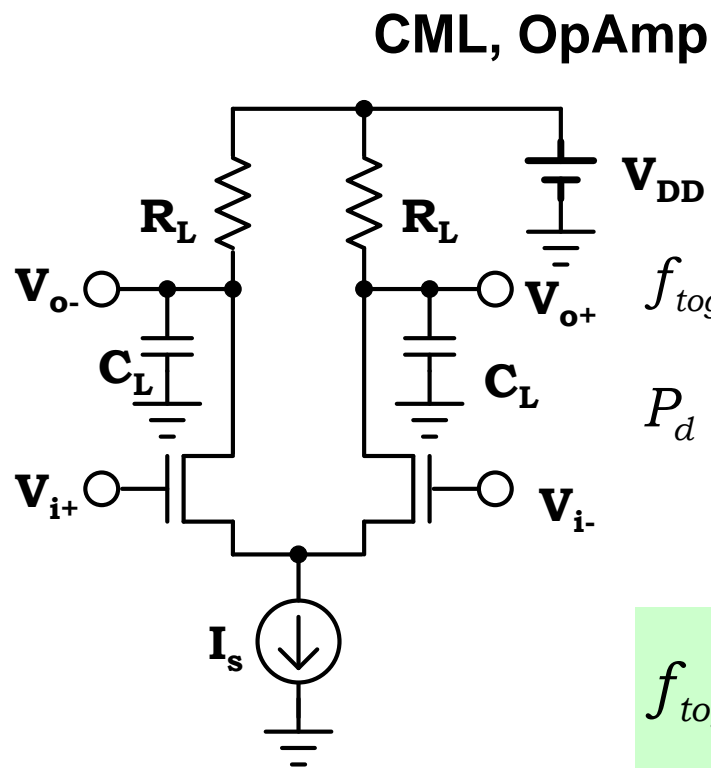 CML, OpAmp
V_DD
R_L
R_L
V_o-
V_o+
f
C_L
C_L
P_d
V_i+
V_i-
I_s
f